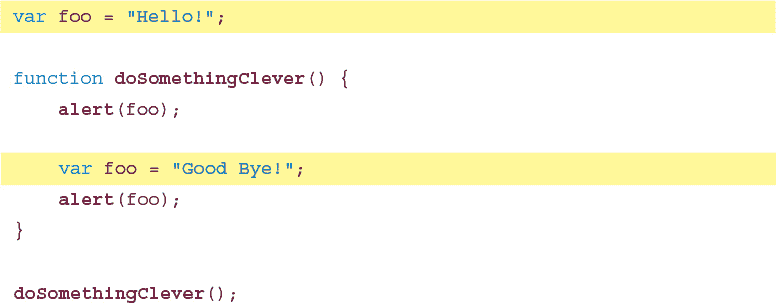 var foo = "Hello!";
function doSomethingClever() {
    alert(foo);
    var foo = "Good Bye!";
    alert(foo);
}
doSomethingClever();